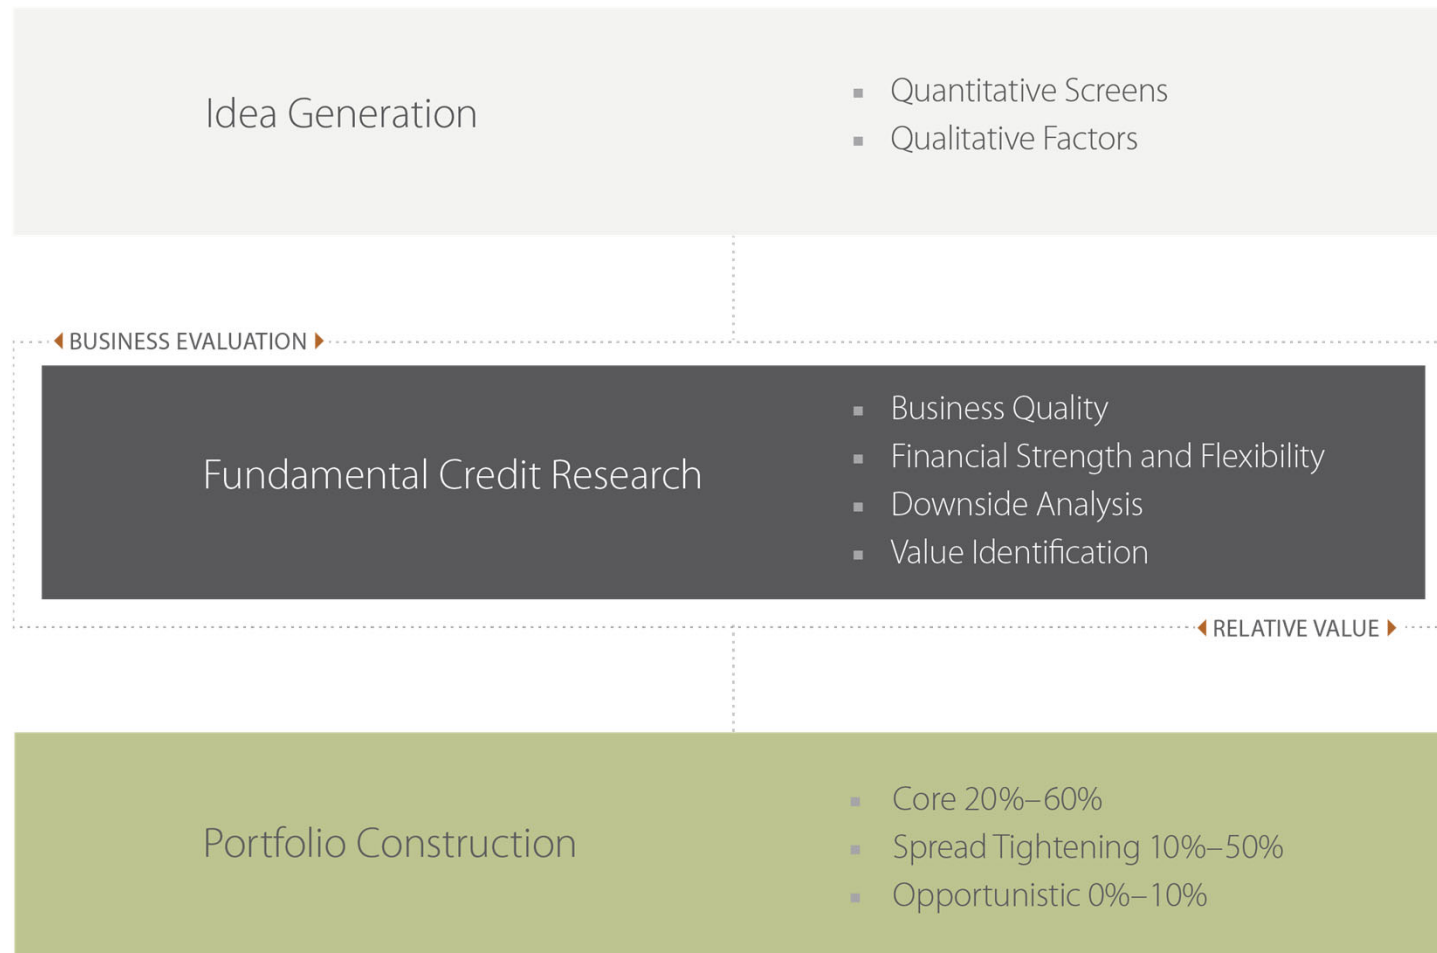 Idea Generation
Quantitative Screens
Qualitative Factors
BUSINESS EVALUATION
Fundamental Credit Research
Business Quality
Financial Strength and Flexibility
Downside Analysis
Value Identification
RELATIVE VALUE
Portfolio Construction
Core 20%–60%
Spread Tightening 10%–50%
Opportunistic 0%–10%